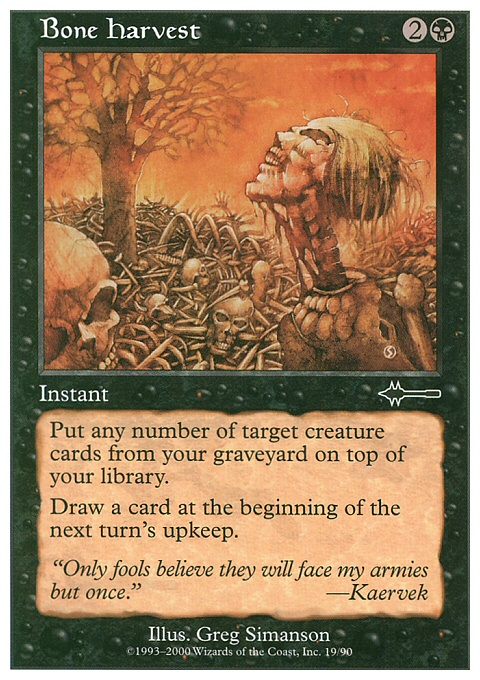 Bone Harvest 2
Instant
Put any number of target creature
cards from your graveyard on top of
your library.
Draw a card at the beginning of the
next turn's upkeep.
“Only fools believe they will face my armies
but once.” —Kaervek
Illus. Greg Simanson
©1993–2000 Wizards of the Coast, Inc. 19/90